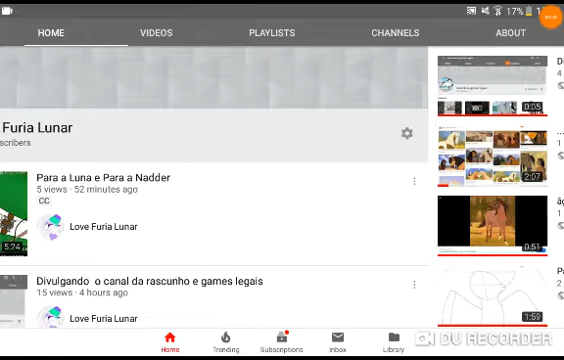 17%
HOME VIDEOS PLAYLISTS CHANNELS ABOUT
Furia Lunar
scribers
Para a Luna e Para a Nadder
5 views · 52 minutes ago
CC
Love Furia Lunar
5:24
Divulgando o canal da rascunho e games legais
15 views · 4 hours ago
Love Furia Lunar
0:05
2:07
0:51
1:59
Home Trending Subscriptions Inbox Library
DU RECORDER